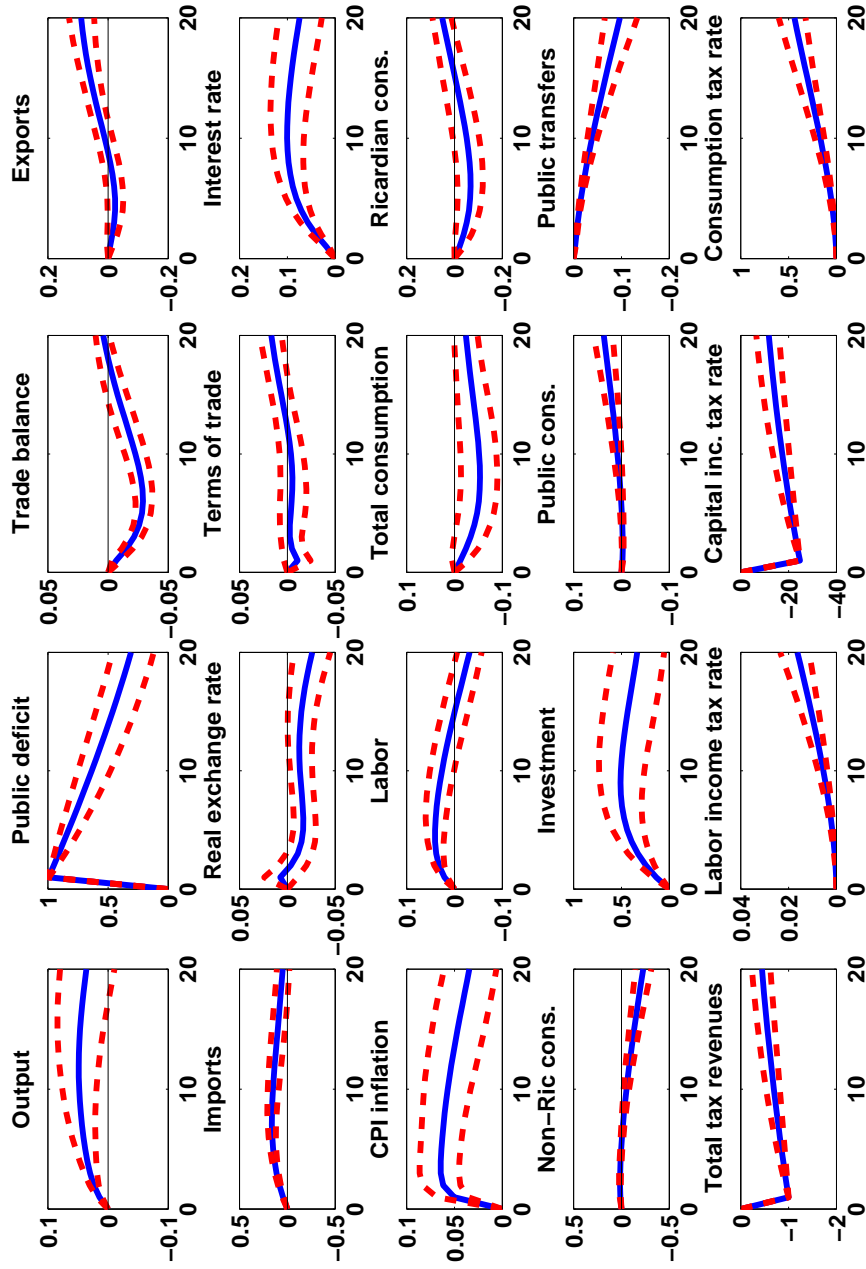 Output
0.1
0
−0.1
0 10 20
Public deficit
1
0.5
0
0 10 20
Trade balance
0.05
0
−0.05
0 10 20
Exports
0.2
0
−0.2
0 10 20
Imports
0.5
0
−0.5
0 10 20
Real exchange rate
0.05
0
−0.05
0 10 20
Terms of trade
0.05
0
−0.05
0 10 20
Interest rate
0.2
0.1
0
0 10 20
CPI inflation
0.1
0.05
0
0 10 20
Labor
0.1
0
−0.1
0 10 20
Total consumption
0.1
0
−0.1
0 10 20
Ricardian cons.
0.2
0
−0.2
0 10 20
Non−Ric cons.
0.5
0
−0.5
0 10 20
Investment
1
0.5
0
0 10 20
Public cons.
0.1
0
−0.1
0 10 20
Public transfers
0
−0.1
−0.2
0 10 20
Total tax revenues
0
−1
−2
0 10 20
Labor income tax rate
0.04
0.02
0
0 10 20
Capital inc. tax rate
0
−20
−40
0 10 20
Consumption tax rate
1
0.5
0
0 10 20